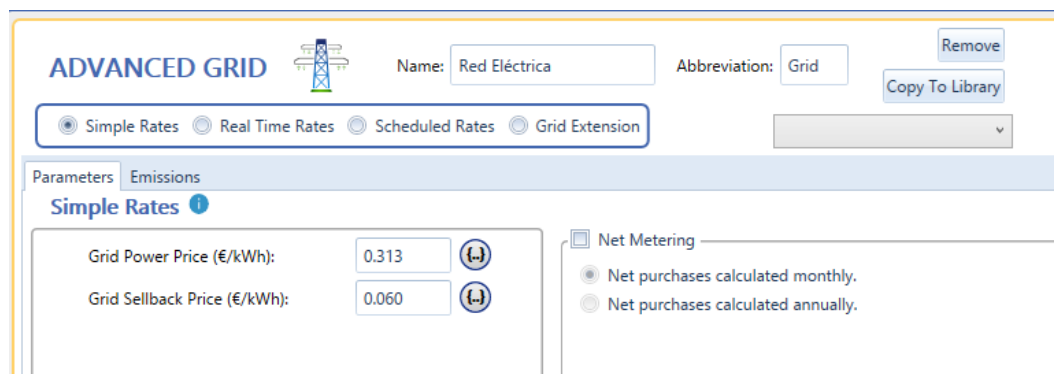 Remove
ADVANCED GRID Name: Red Eléctrica Abbreviation: Grid
Copy To Library
Simple Rates Real Time Rates Scheduled Rates Grid Extension
Parameters Emissions
Simple Rates i
Net Metering
Grid Power Price (€/kWh): 0.313 {..}
Net purchases calculated monthly.
Grid Sellback Price (€/kWh): 0.060 {..}
Net purchases calculated annually.